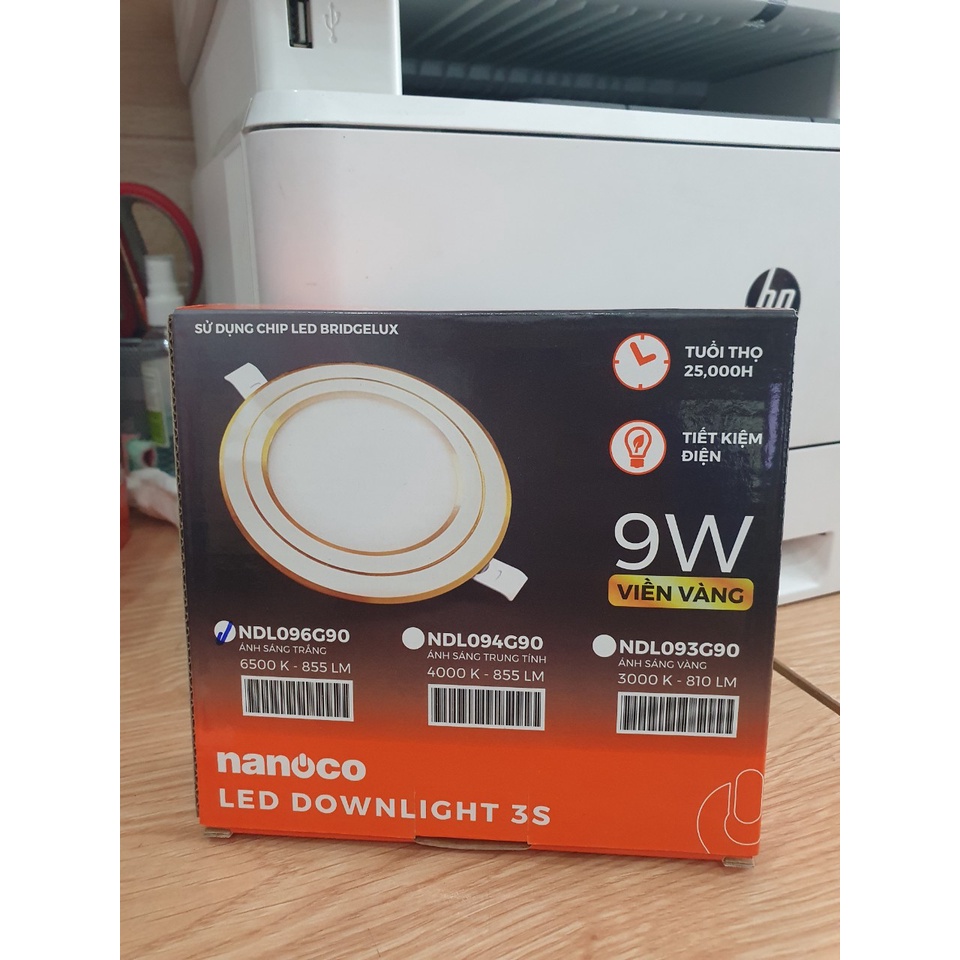 hp
SỬ DỤNG CHIP LED BRIDGELUX
TUỔI THỌ
25,000H
TIẾT KIỆM
ĐIỆN
9W
VIỀN VÀNG
NDL096G90
ÁNH SÁNG TRẮNG
6500 K - 855 LM
NDL094G90
ÁNH SÁNG TRUNG TÍNH
4000 K - 855 LM
NDL093G90
ÁNH SÁNG VÀNG
3000 K - 810 LM
nanoco
LED DOWNLIGHT 3S